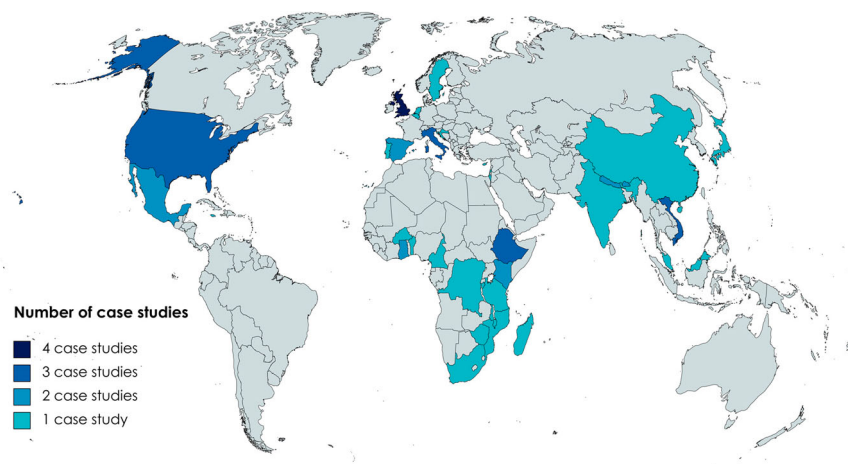 Number of case studies
4 case studies
3 case studies
2 case studies
1 case study